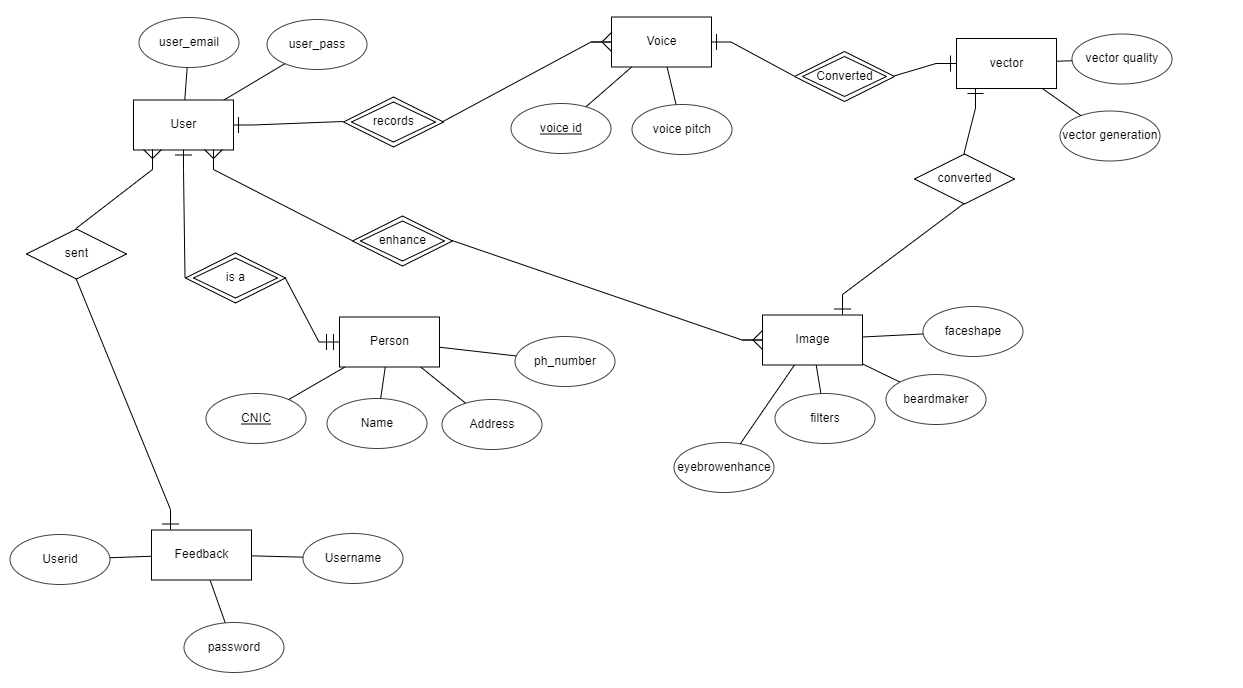 user_email
user_pass
Voice
Converted
vector
vector quality
User
records
voice id
voice pitch
vector generation
converted
sent
enhance
is a
Person
Image
faceshape
ph_number
CNIC
Name
Address
filters
beardmaker
eyebrowenhance
Userid
Feedback
Username
password